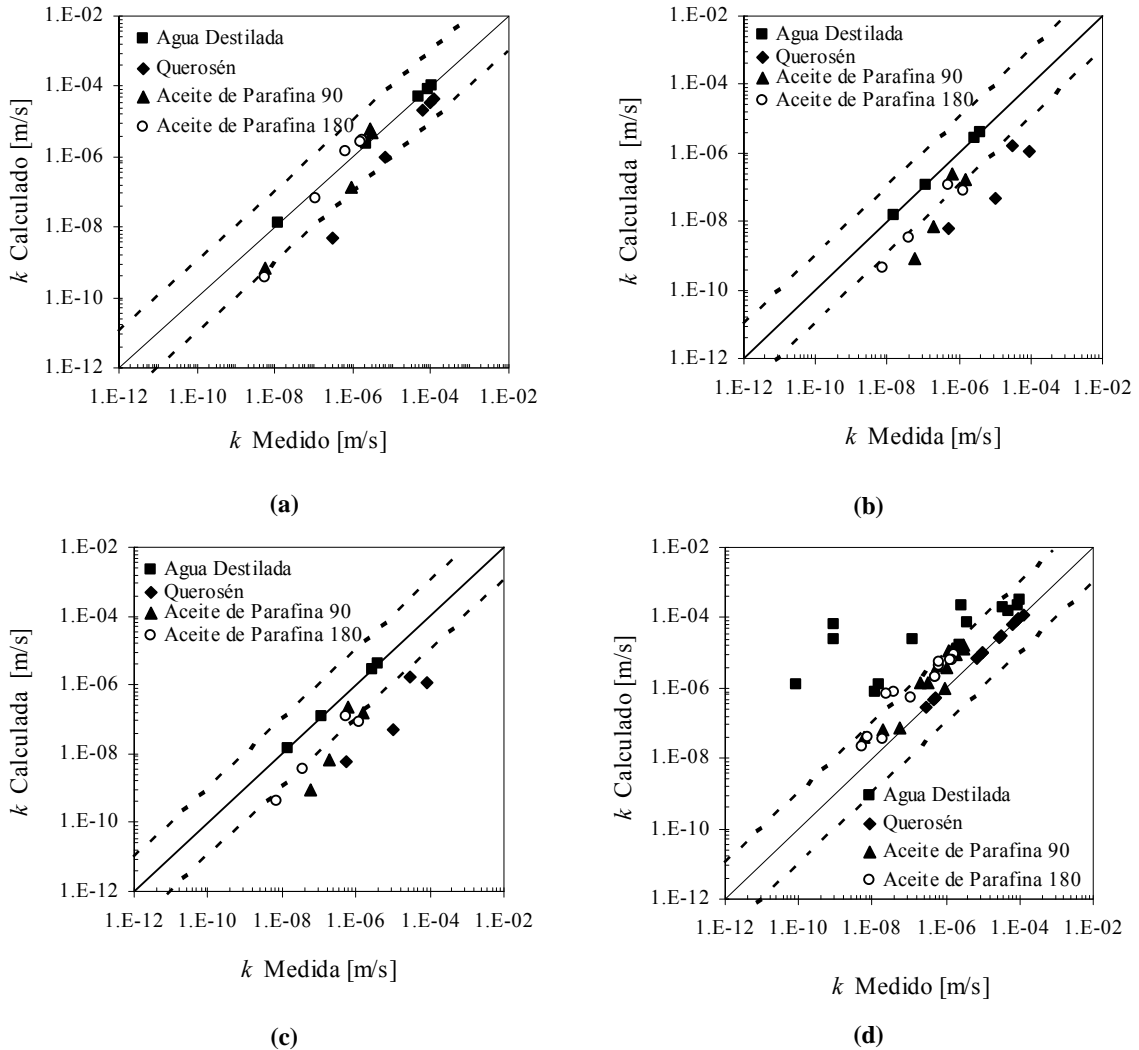 1.E-02
1.E-04
1.E-06
1.E-08
1.E-10
1.E-12
k Calculado [m/s]
Agua Destilada
Querosén
Aceite de Parafina 90
Aceite de Parafina 180
1.E-12 1.E-10 1.E-08 1.E-06 1.E-04 1.E-02
k Medido [m/s]
(a)
1.E-02
1.E-04
1.E-06
1.E-08
1.E-10
1.E-12
k Calculada [m/s]
Agua Destilada
Querosén
Aceite de Parafina 90
Aceite de Parafina 180
1.E-12 1.E-10 1.E-08 1.E-06 1.E-04 1.E-02
k Medida [m/s]
(b)
1.E-02
1.E-04
1.E-06
1.E-08
1.E-10
1.E-12
k Calculada [m/s]
Agua Destilada
Querosén
Aceite de Parafina 90
Aceite de Parafina 180
1.E-12 1.E-10 1.E-08 1.E-06 1.E-04 1.E-02
k Medida [m/s]
(c)
1.E-02
1.E-04
1.E-06
1.E-08
1.E-10
1.E-12
k Calculado [m/s]
Agua Destilada
Querosén
Aceite de Parafina 90
Aceite de Parafina 180
1.E-12 1.E-10 1.E-08 1.E-06 1.E-04 1.E-02
k Medido [m/s]
(d)